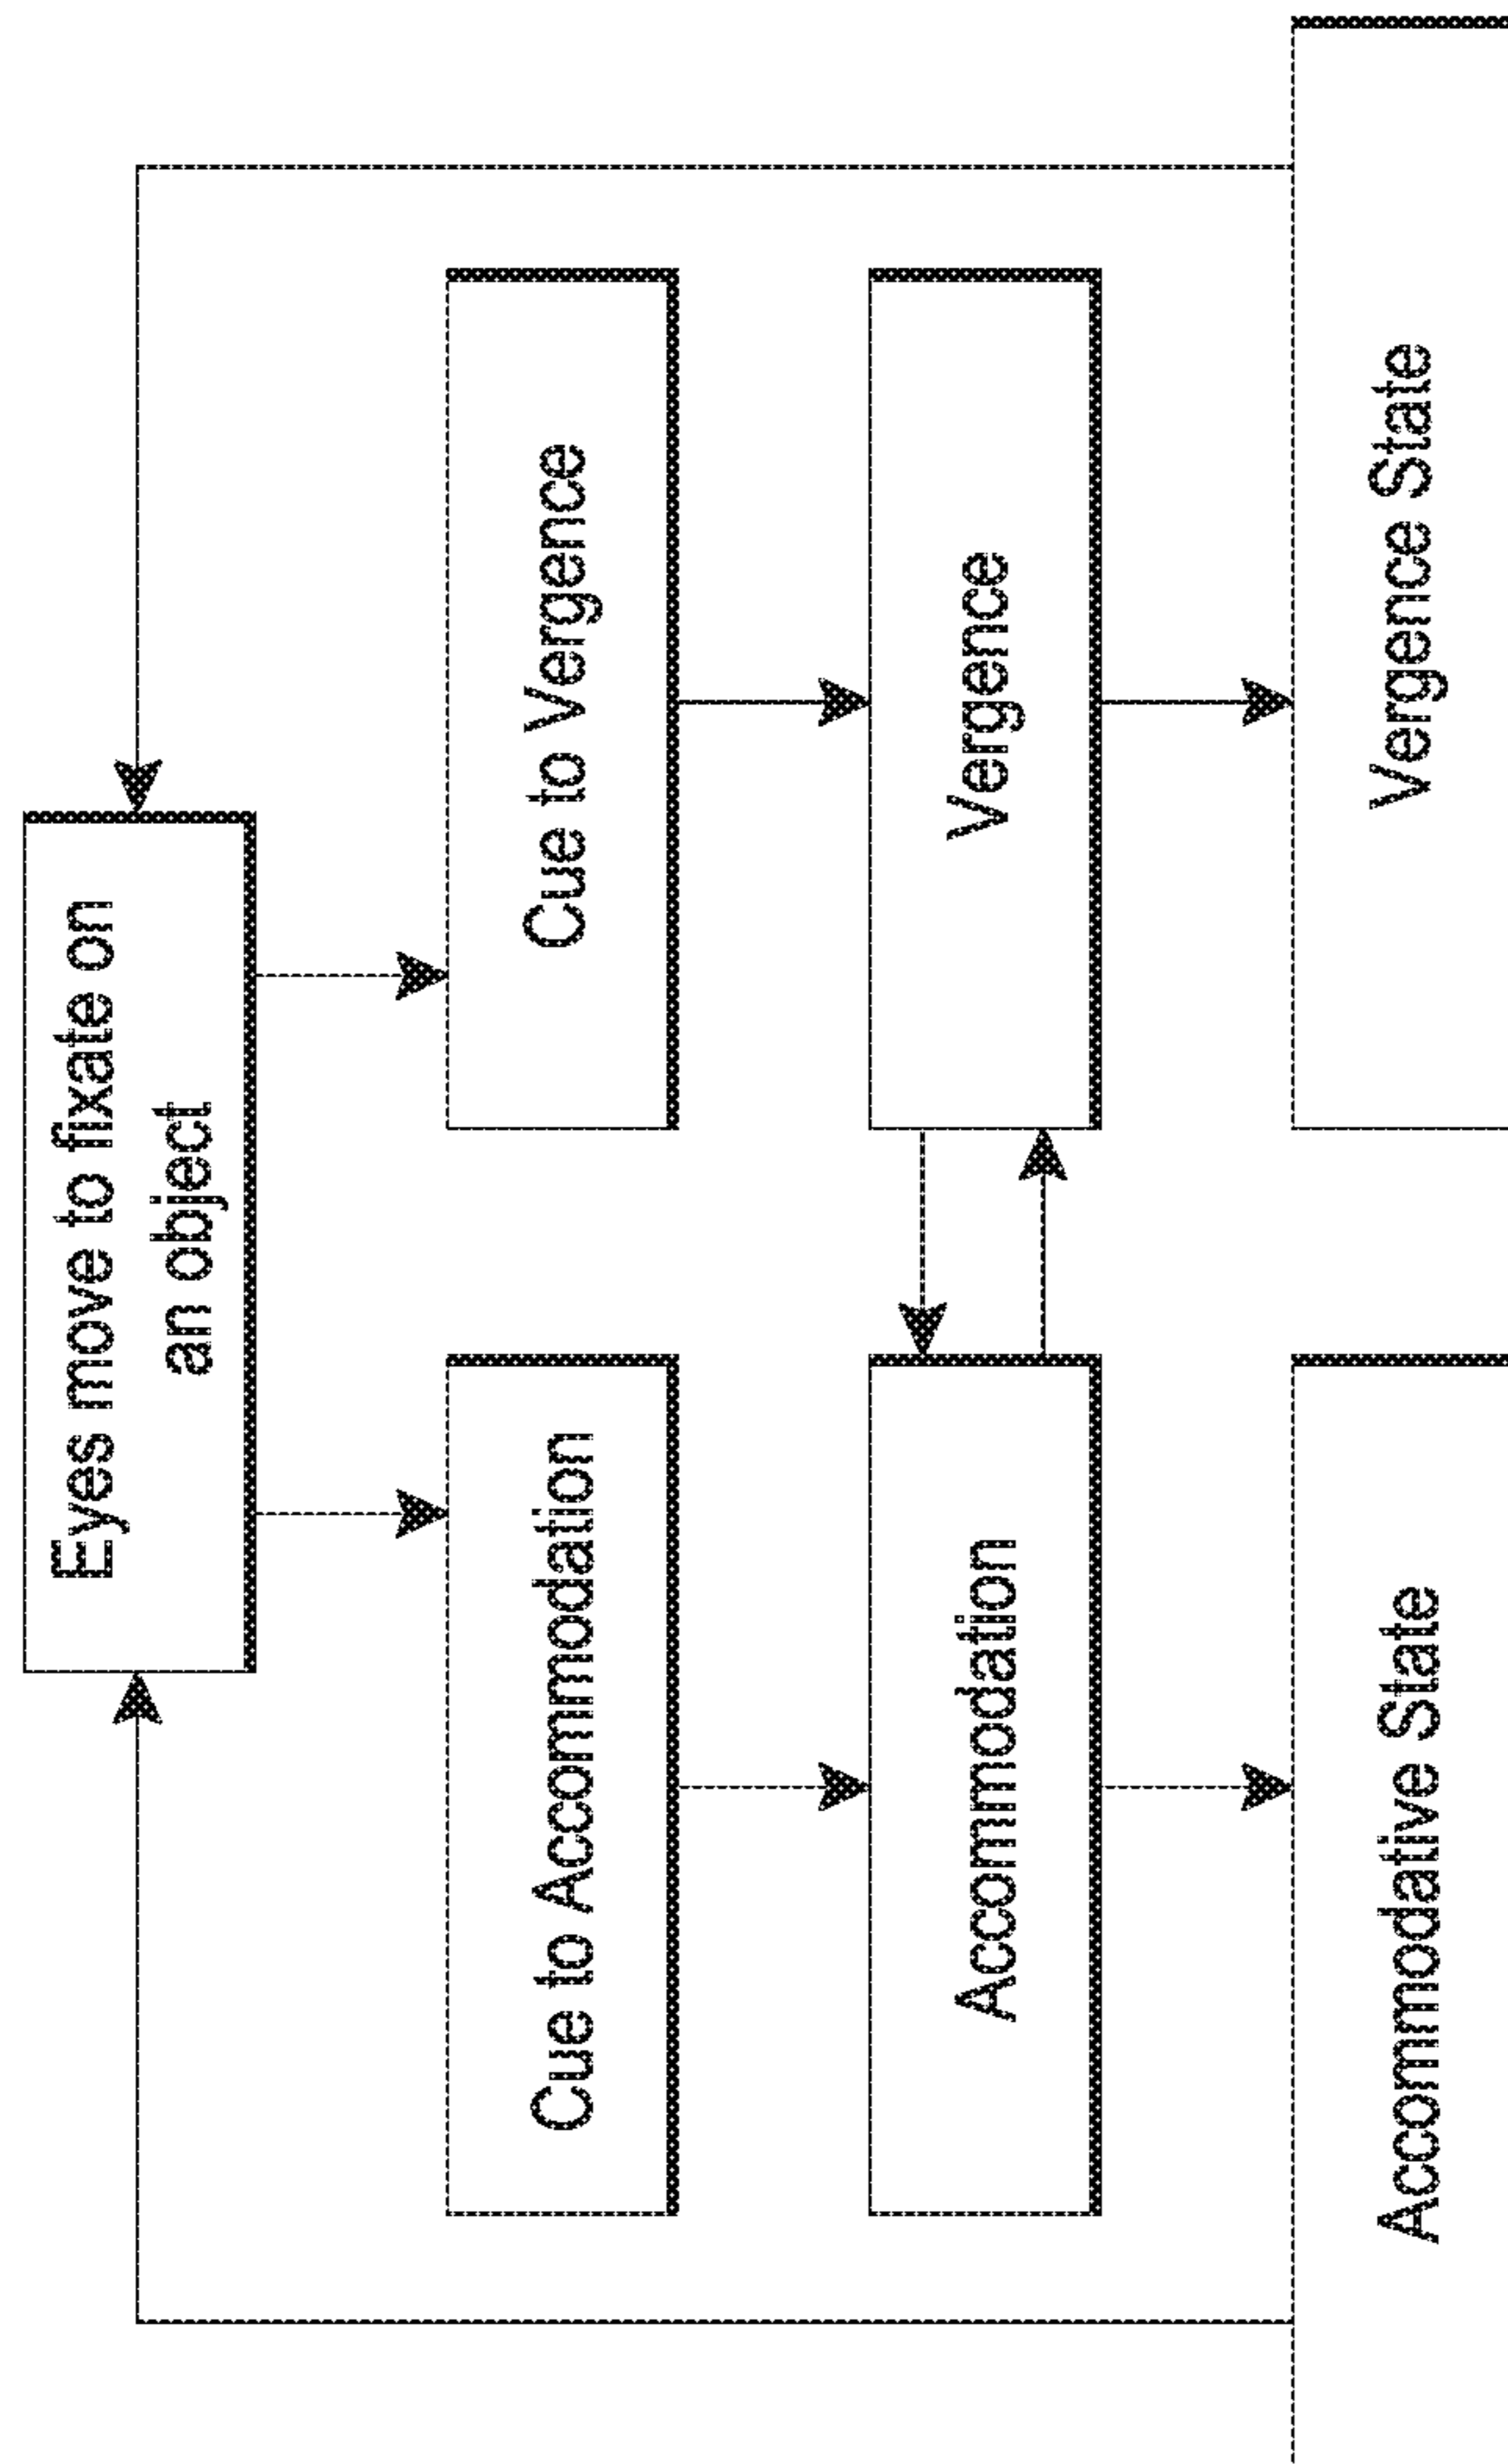 Eyes move to fixate on
an object
Cue to Accommodation
Cue to Vergence
Accommodation
Vergence
Accommodative State
Vergence State